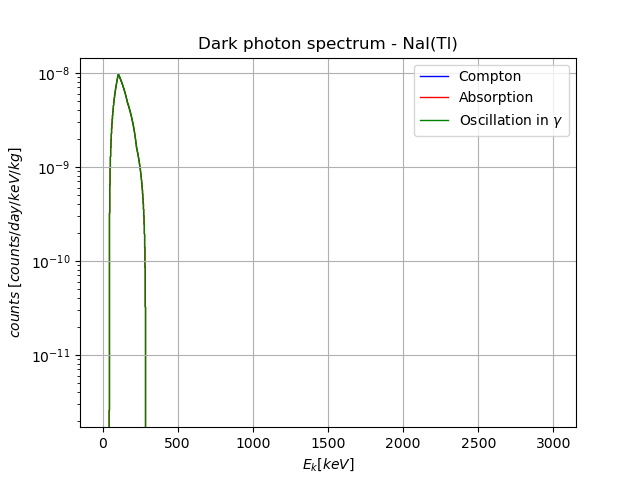 Dark photon spectrum - NaI(Tl)
Compton
Absorption
Oscillation in γ
10⁻⁸
10⁻⁹
10⁻¹⁰
10⁻¹¹
counts [counts/day/keV/kg]
0 500 1000 1500 2000 2500 3000
Eₖ[keV]